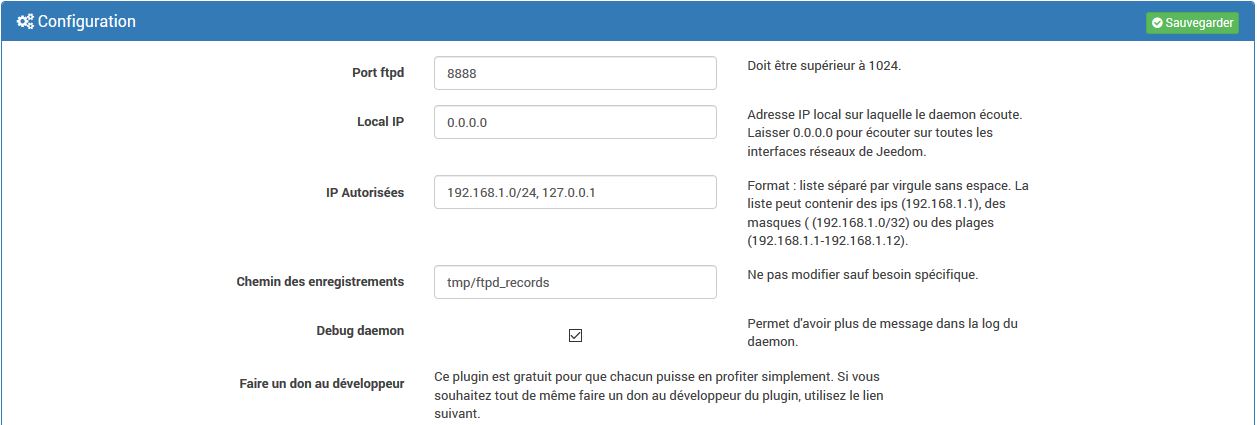 Configuration
Sauvegarder
Port ftpd
8888
Doit être supérieur à 1024.
Local IP
0.0.0.0
Adresse IP local sur laquelle le daemon écoute.
Laisser 0.0.0.0 pour écouter sur toutes les
interfaces réseaux de Jeedom.
IP Autorisées
192.168.1.0/24, 127.0.0.1
Format : liste séparé par virgule sans espace. La
liste peut contenir des ips (192.168.1.1), des
masques ( (192.168.1.0/32) ou des plages
(192.168.1.1-192.168.1.12).
Chemin des enregistrements
tmp/ftpd_records
Ne pas modifier sauf besoin spécifique.
Debug daemon
Permet d'avoir plus de message dans la log du
daemon.
Faire un don au développeur
Ce plugin est gratuit pour que chacun puisse en profiter simplement. Si vous
souhaitez tout de même faire un don au développeur du plugin, utilisez le lien
suivant.